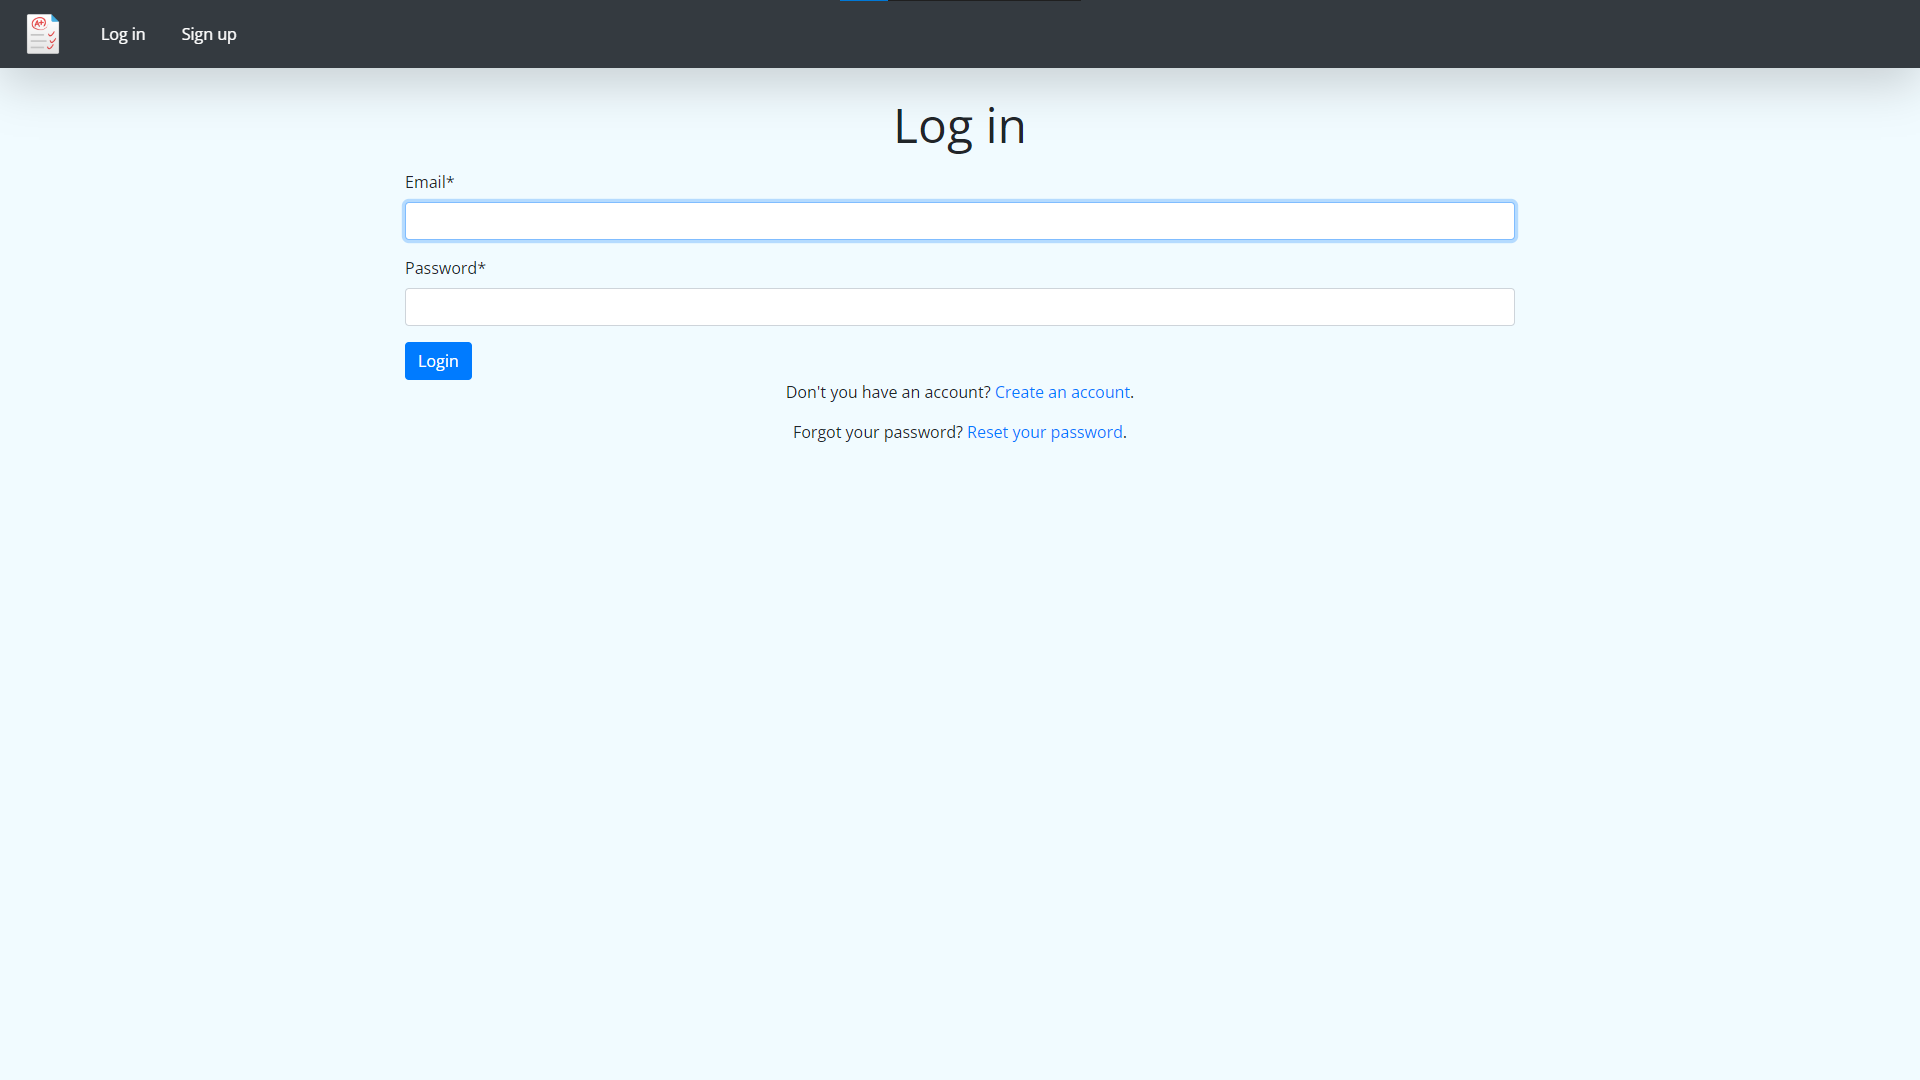 A+
Log in
Sign up
Log in
Email*
Password*
Login
Don't you have an account? Create an account.
Forgot your password? Reset your password.